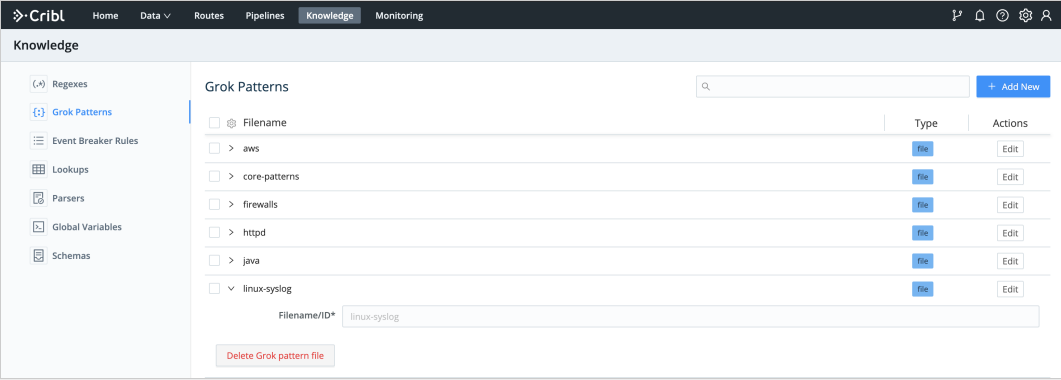 Cribl Home Data Routes Pipelines Knowledge Monitoring
Knowledge
(.*) Regexes
{:} Grok Patterns
Event Breaker Rules
Lookups
Parsers
Global Variables
Schemas
Grok Patterns + Add New
Filename Type Actions
aws file Edit
core-patterns file Edit
firewalls file Edit
httpd file Edit
java file Edit
linux-syslog file Edit
Filename/ID* linux-syslog
Delete Grok pattern file